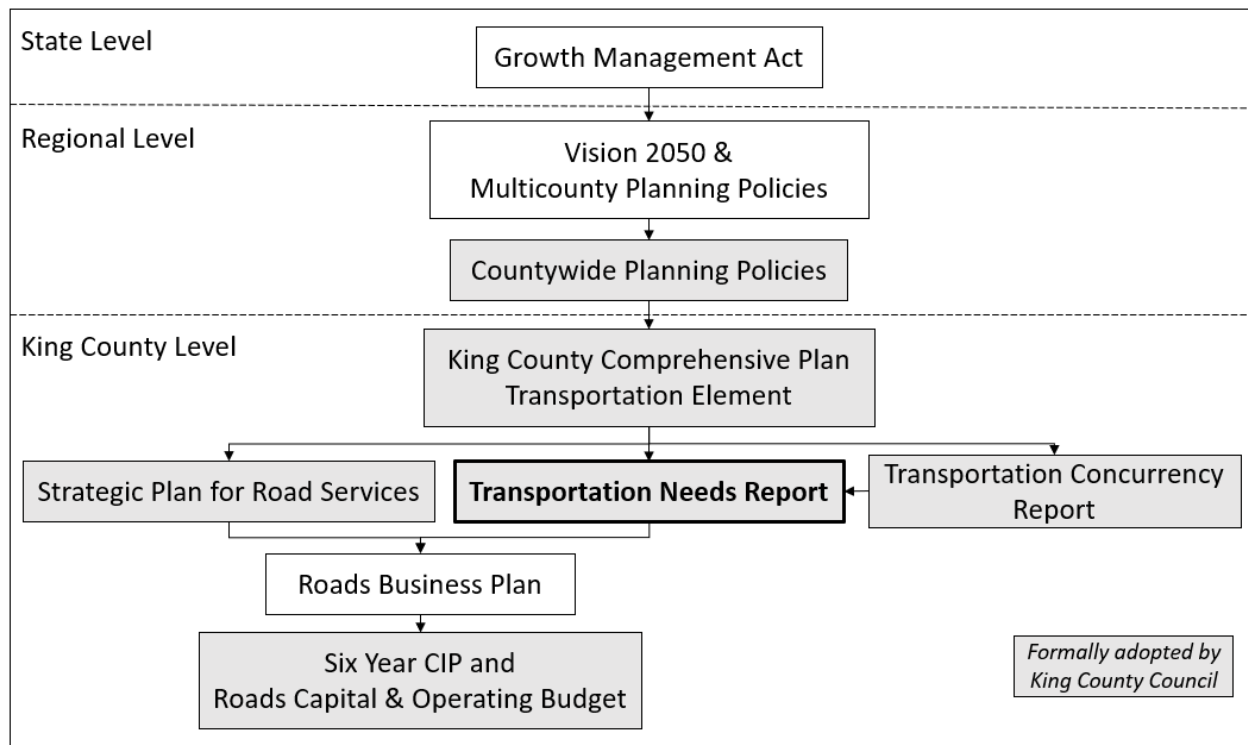 State Level
Growth Management Act
Regional Level
Vision 2050 &
Multicounty Planning Policies
Countywide Planning Policies
King County Level
King County Comprehensive Plan
Transportation Element
Strategic Plan for Road Services
Transportation Needs Report
Transportation Concurrency
Report
Roads Business Plan
Six Year CIP and
Roads Capital & Operating Budget
Formally adopted by
King County Council